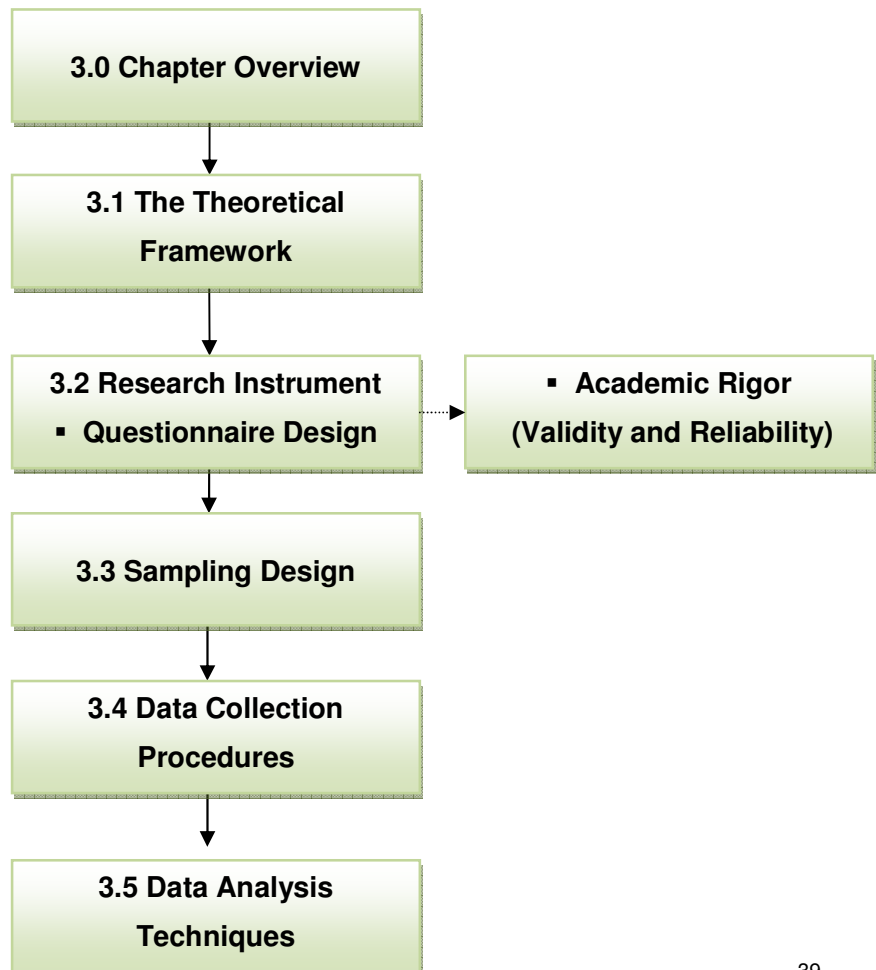 3.0 Chapter Overview
3.1 The Theoretical
Framework
3.2 Research Instrument
▪ Questionnaire Design
▪ Academic Rigor
(Validity and Reliability)
3.3 Sampling Design
3.4 Data Collection
Procedures
3.5 Data Analysis
Techniques
39